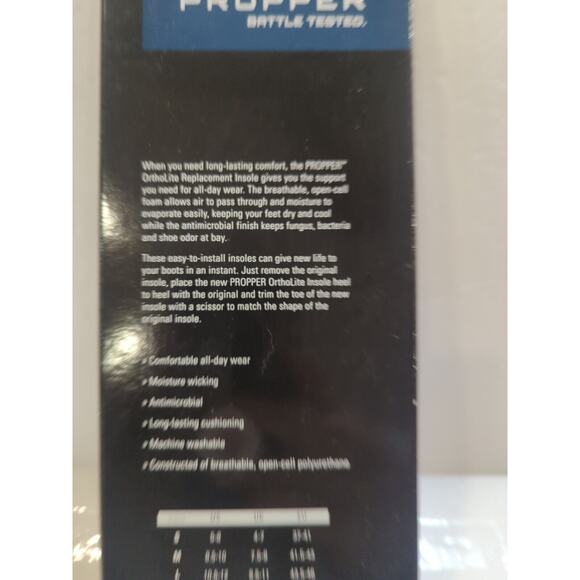 PROPPER
BATTLE TESTED.
When you need long-lasting comfort, the PROPPER™
OrthoLite Replacement Insole gives you the support
you need for all-day wear. The breathable, open-cell
foam allows air to pass through and moisture to
evaporate easily, keeping your feet dry and cool
while the antimicrobial finish keeps fungus, bacteria
and shoe odor at bay.
These easy-to-install insoles can give new life to
your boots in an instant. Just remove the original
insole, place the new PROPPER OrthoLite Insole heel
to heel with the original and trim the toe of the new
insole with a scissor to match the shape of the
original insole.
• Comfortable all-day wear
• Moisture wicking
• Antimicrobial
• Long-lasting cushioning
• Machine washable
• Constructed of breathable, open-cell polyurethane
US UK EU
37-41
M